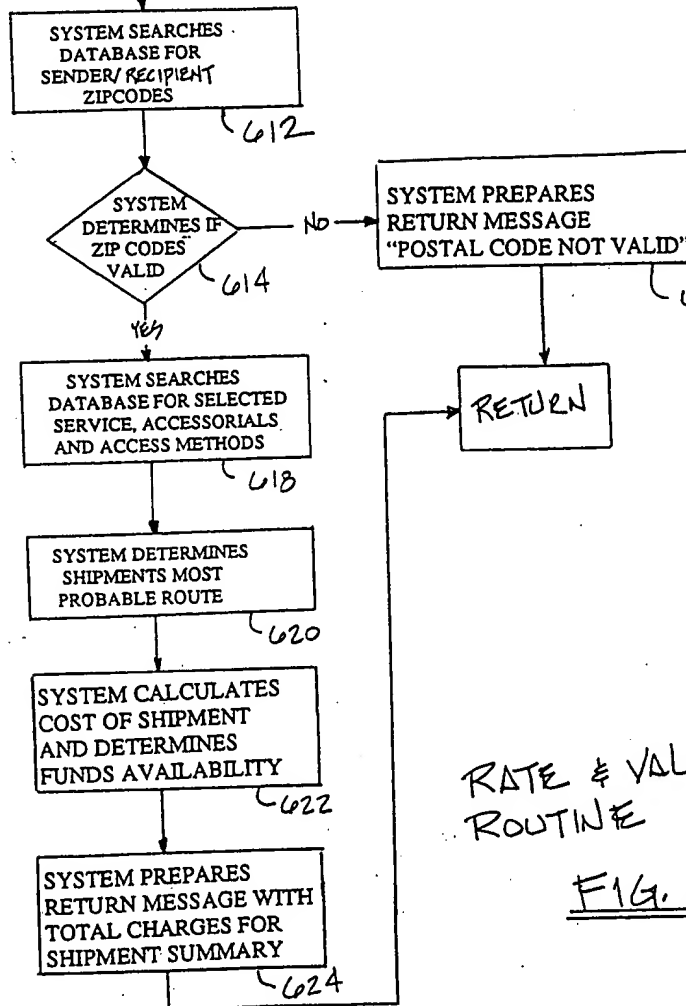 SYSTEM SEARCHES
DATABASE FOR
SENDER/ RECIPIENT
ZIPCODES
612
SYSTEM
DETERMINES IF
ZIP CODES
VALID
614
NO
SYSTEM PREPARES
RETURN MESSAGE
“POSTAL CODE NOT VALID”
YES
SYSTEM SEARCHES
DATABASE FOR SELECTED
SERVICE, ACCESSORIALS
AND ACCESS METHODS
618
RETURN
SYSTEM DETERMINES
SHIPMENTS MOST
PROBABLE ROUTE
620
SYSTEM CALCULATES
COST OF SHIPMENT
AND DETERMINES
FUNDS AVAILABILITY
622
SYSTEM PREPARES
RETURN MESSAGE WITH
TOTAL CHARGES FOR
SHIPMENT SUMMARY
624
RATE & VAL
ROUTINE
FIG.